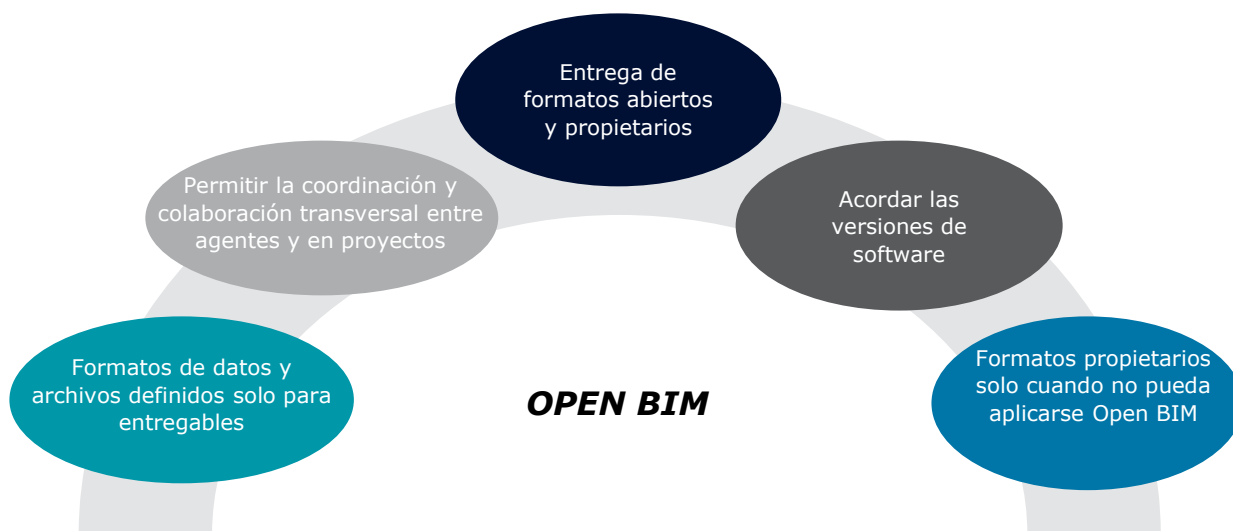 Entrega de
formatos abiertos
y propietarios
Permitir la coordinación y
colaboración transversal entre
agentes y en proyectos
Acordar las
versiones de
software
Formatos de datos y
archivos definidos solo para
entregables
OPEN BIM
Formatos propietarios
solo cuando no pueda
aplicarse Open BIM